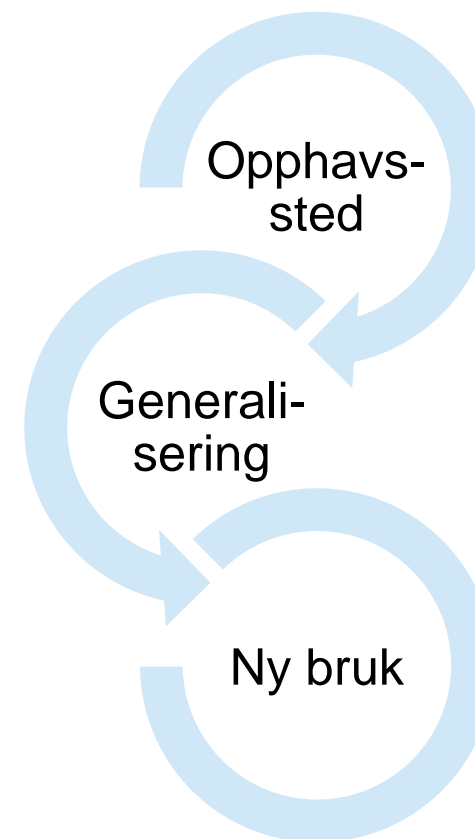 Opphavs-
sted
Generali-
sering
Ny bruk